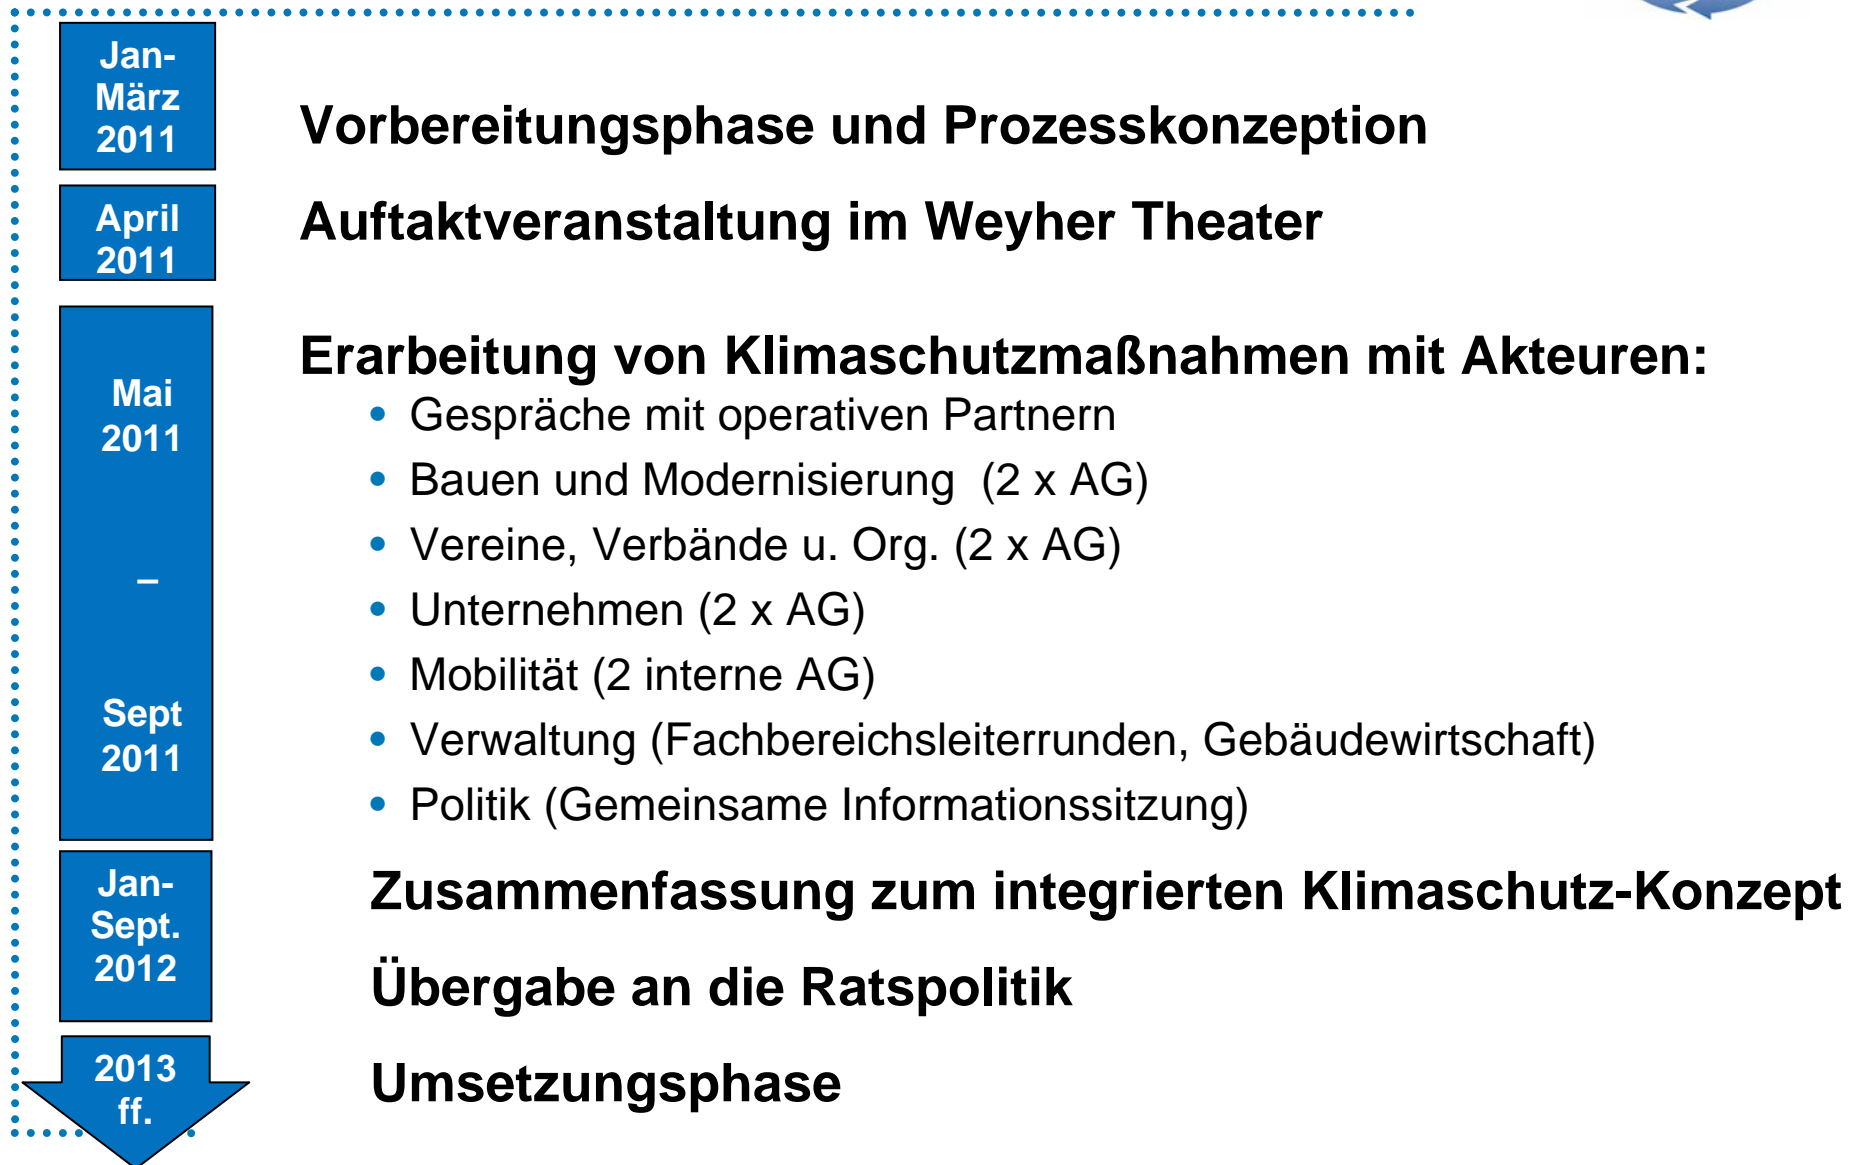 Jan-
März
2011
Vorbereitungsphase und Prozesskonzeption
April
2011
Auftaktveranstaltung im Weyher Theater
Mai
2011
–
Sept
2011
Erarbeitung von Klimaschutzmaßnahmen mit Akteuren:
• Gespräche mit operativen Partnern
• Bauen und Modernisierung (2 x AG)
• Vereine, Verbände u. Org. (2 x AG)
• Unternehmen (2 x AG)
• Mobilität (2 interne AG)
• Verwaltung (Fachbereichsleiterrunden, Gebäudewirtschaft)
• Politik (Gemeinsame Informationssitzung)
Jan-
Sept.
2012
Zusammenfassung zum integrierten Klimaschutz-Konzept
Übergabe an die Ratspolitik
2013
ff.
Umsetzungsphase